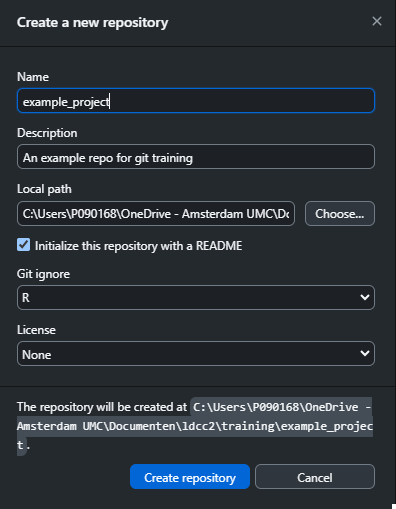 Create a new repository
Name
example_project
Description
An example repo for git training
Local path
C:\Users\P090168\OneDrive - Amsterdam UMC\Do
Choose...
Initialize this repository with a README
Git ignore
R
License
None
The repository will be created at C:\Users\P090168\OneDrive -
Amsterdam UMC\Documenten\ldcc2\training\example_projec
t.
Create repository
Cancel